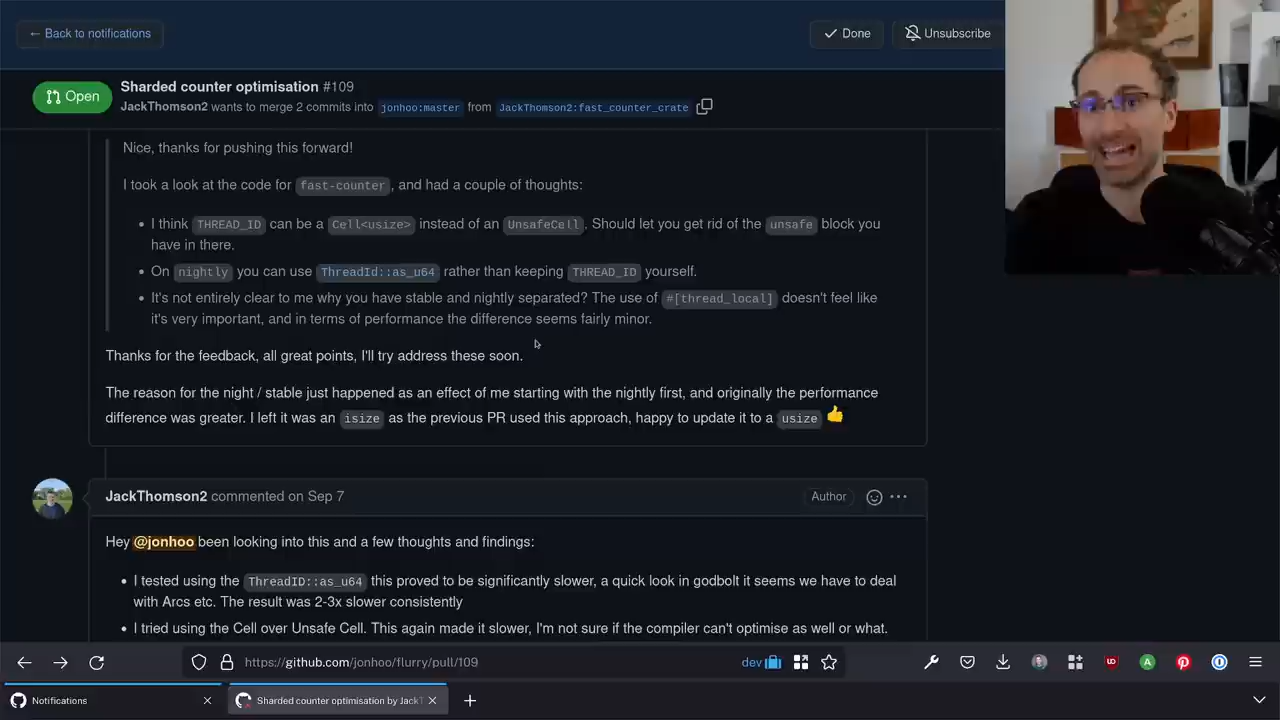 ← Back to notifications
Done
Unsubscribe
Open
Sharded counter optimisation #109
JackThomson2 wants to merge 2 commits into jonhoo:master from JackThomson2:fast_counter_crate
Nice, thanks for pushing this forward!
I took a look at the code for fast-counter, and had a couple of thoughts:
• I think THREAD_ID can be a Cell<usize> instead of an UnsafeCell. Should let you get rid of the unsafe block you
have in there.
• On nightly you can use ThreadId::as_u64 rather than keeping THREAD_ID yourself.
• It's not entirely clear to me why you have stable and nightly separated? The use of #[thread_local] doesn't feel like
it's very important, and in terms of performance the difference seems fairly minor.
Thanks for the feedback, all great points, I'll try address these soon.
The reason for the night / stable just happened as an effect of me starting with the nightly first, and originally the performance
difference was greater. I left it was an isize as the previous PR used this approach, happy to update it to a usize 👍
JackThomson2 commented on Sep 7
Author
Hey @jonhoo been looking into this and a few thoughts and findings:
• I tested using the ThreadID::as_u64 this proved to be significantly slower, a quick look in godbolt it seems we have to deal
with Arcs etc. The result was 2-3x slower consistently
• I tried using the Cell over Unsafe Cell. This again made it slower, I'm not sure if the compiler can't optimise as well or what.
https://github.com/jonhoo/flurry/pull/109
dev
Notifications
Sharded counter optimisation by JackT